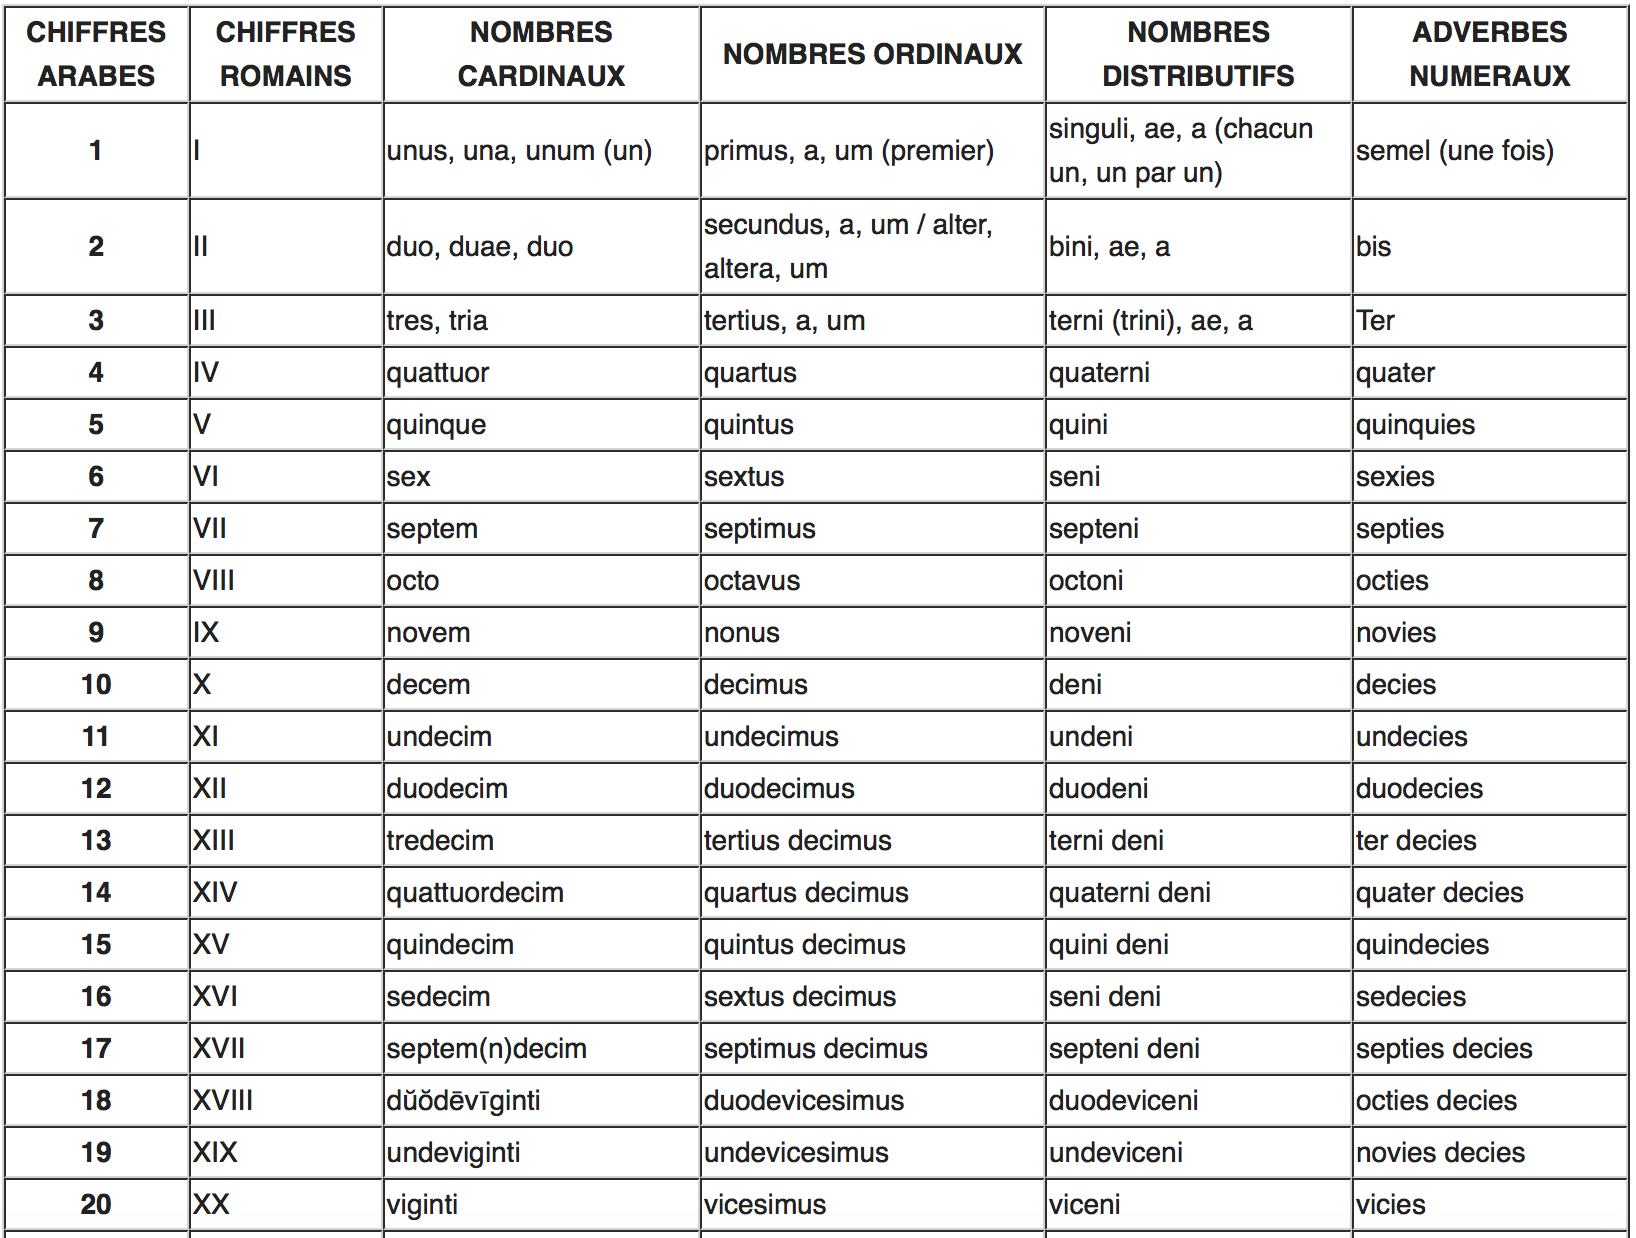 CHIFFRES ARABES | CHIFFRES ROMAINS | NOMBRES CARDINAUX | NOMBRES ORDINAUX | NOMBRES DISTRIBUTIFS | ADVERBES NUMERAUX
1 | I | unus, una, unum (un) | primus, a, um (premier) | singuli, ae, a (chacun un, un par un) | semel (une fois)
2 | II | duo, duae, duo | secundus, a, um / alter, altera, um | bini, ae, a | bis
3 | III | tres, tria | tertius, a, um | terni (trini), ae, a | Ter
4 | IV | quattuor | quartus | quaterni | quater
5 | V | quinque | quintus | quini | quinquies
6 | VI | sex | sextus | seni | sexies
7 | VII | septem | septimus | septeni | septies
8 | VIII | octo | octavus | octoni | octies
9 | IX | novem | nonus | noveni | novies
10 | X | decem | decimus | deni | decies
11 | XI | undecim | undecimus | undeni | undecies
12 | XII | duodecim | duodecimus | duodeni | duodecies
13 | XIII | tredecim | tertius decimus | terni deni | ter decies
14 | XIV | quattuordecim | quartus decimus | quaterni deni | quater decies
15 | XV | quindecim | quintus decimus | quini deni | quindecies
16 | XVI | sedecim | sextus decimus | seni deni | sedecies
17 | XVII | septem(n)decim | septimus decimus | septeni deni | septies decies
18 | XVIII | dŭŏdēvīginti | duodevicesimus | duodeviceni | octies decies
19 | XIX | undeviginti | undevicesimus | undeviceni | novies decies
20 | XX | viginti | vicesimus | viceni | vicies